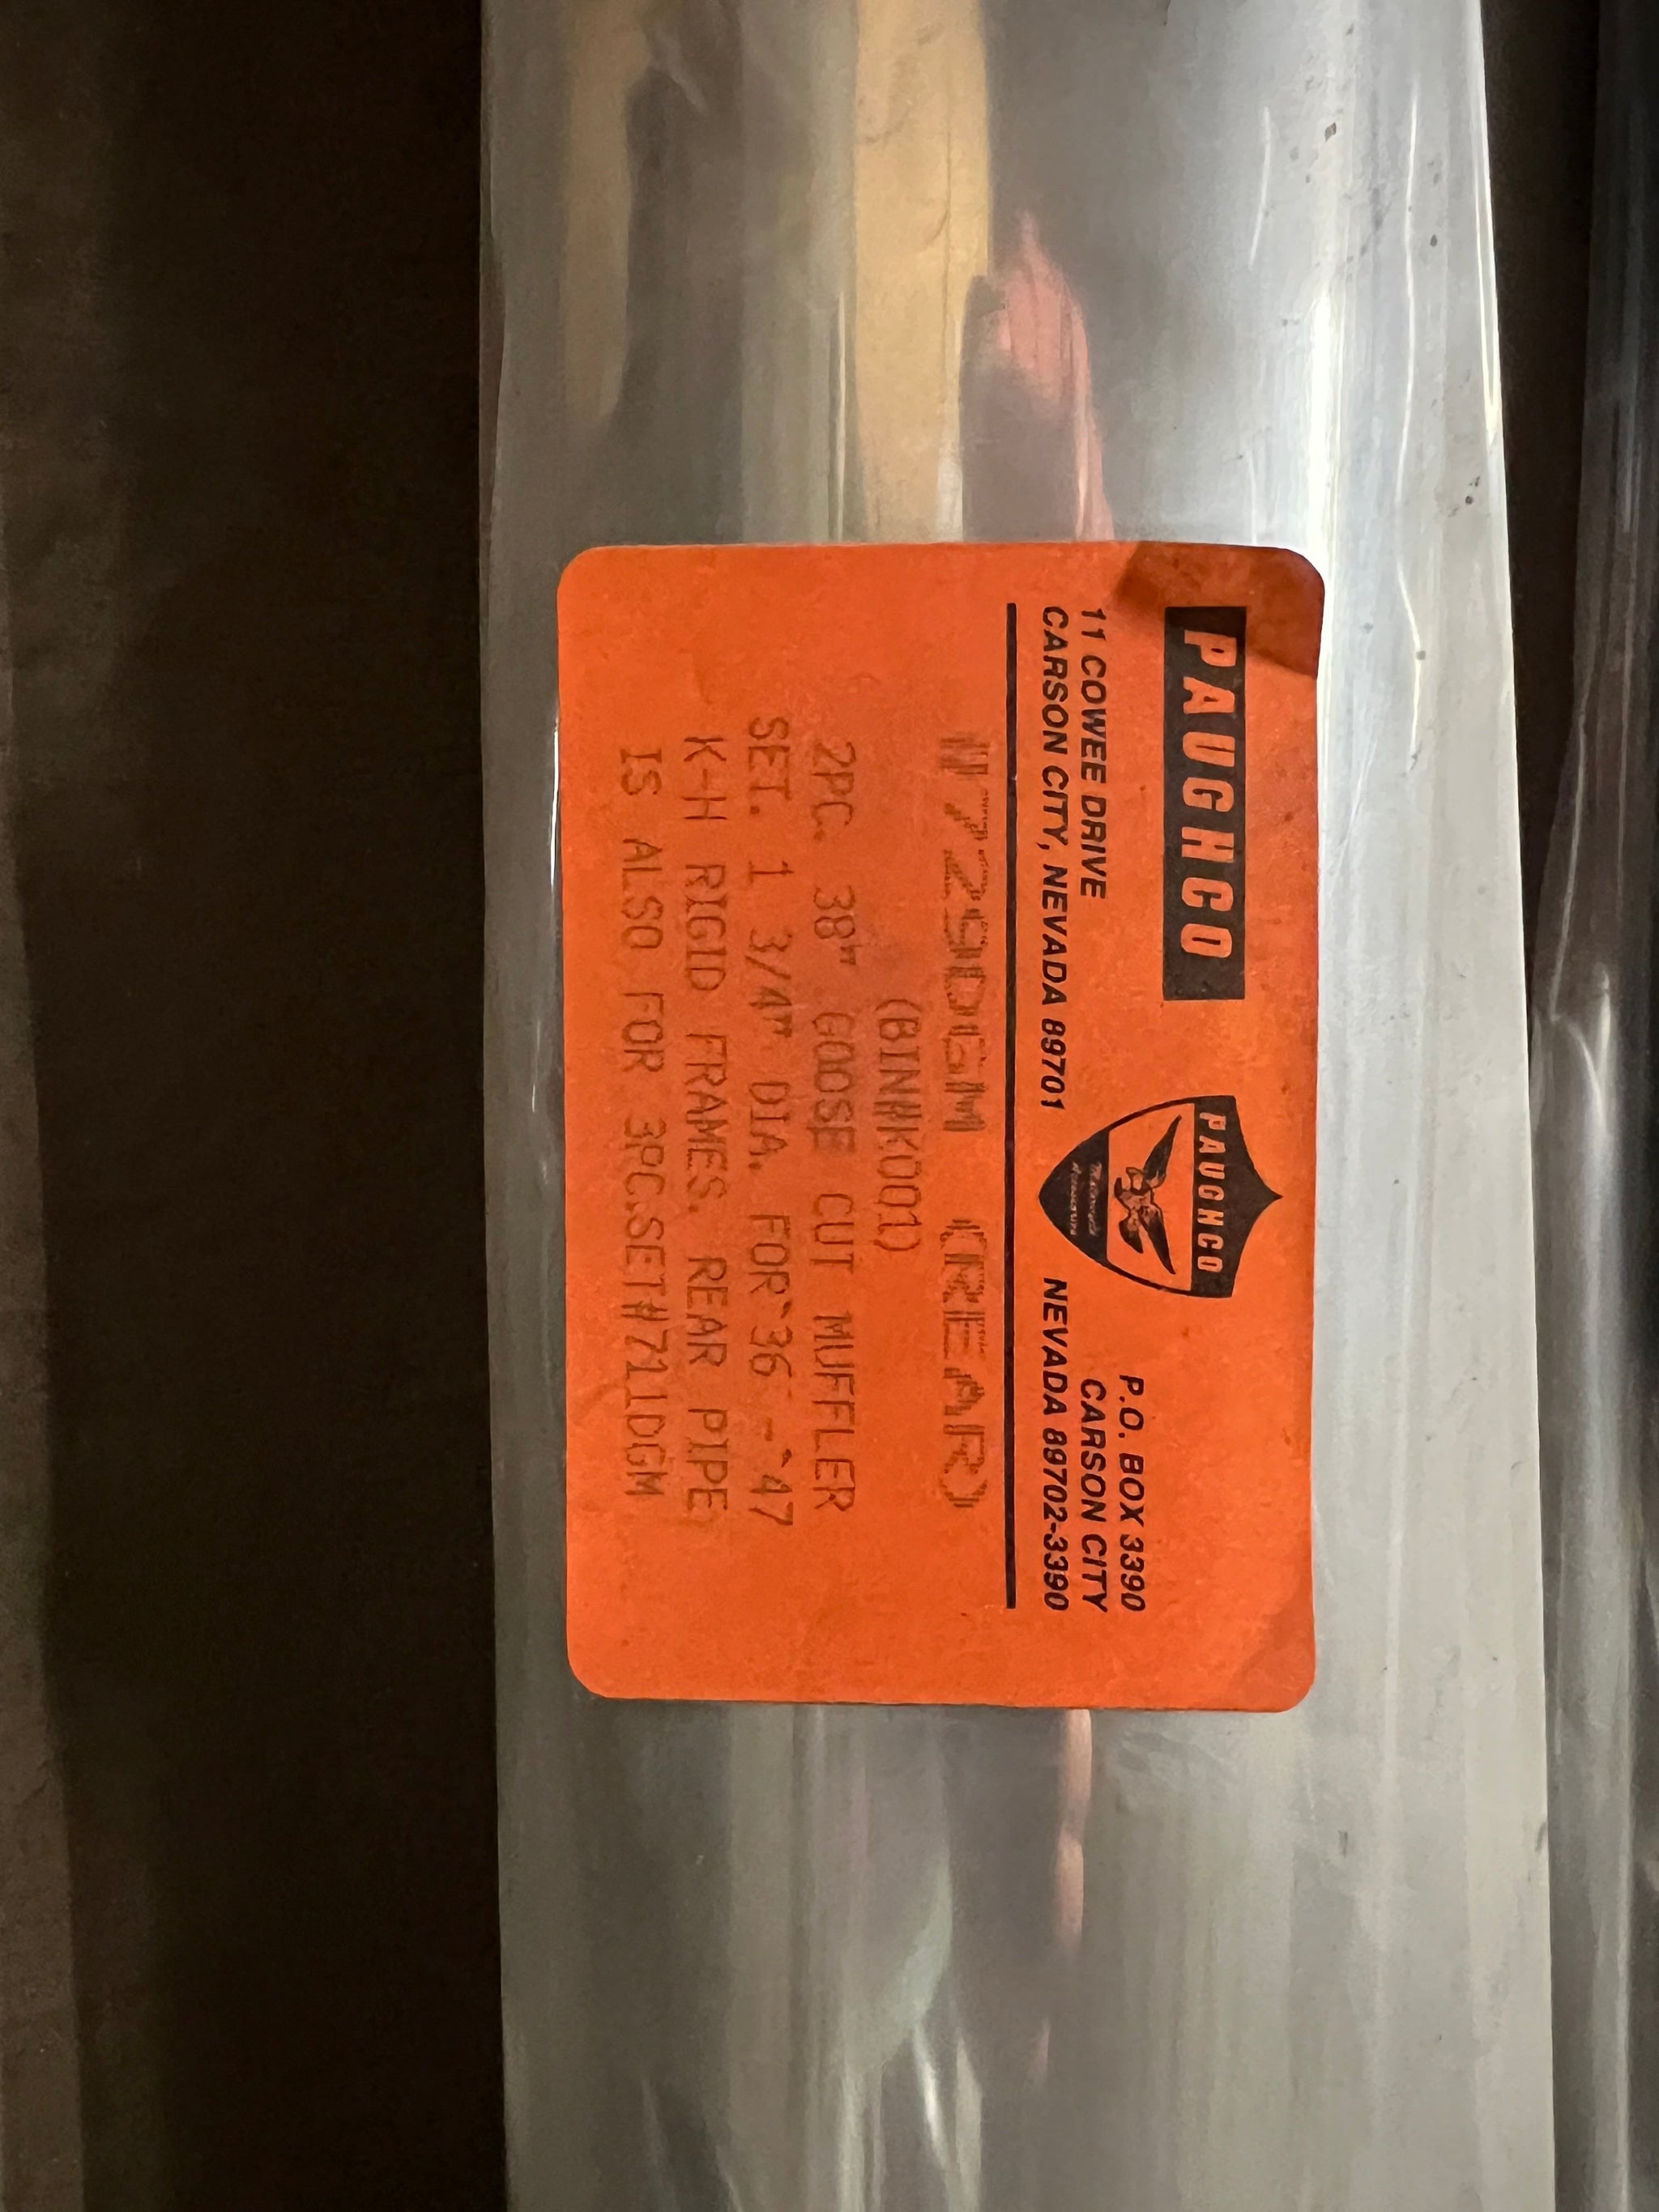 PAUGHCO
11 COWEE DRIVE
CARSON CITY, NEVADA 89701
PAUGHCO
P.O. BOX 3390
CARSON CITY
NEVADA 89702-3390
#729DGM (REAR)
(BIN#K001)
2PC. 38" GOOSE CUT MUFFLER
SET. 1 3/4" DIA. FOR`36 -`47
K-H RIGID FRAMES. REAR PIPE
IS ALSO FOR 3PC.SET#711DGM